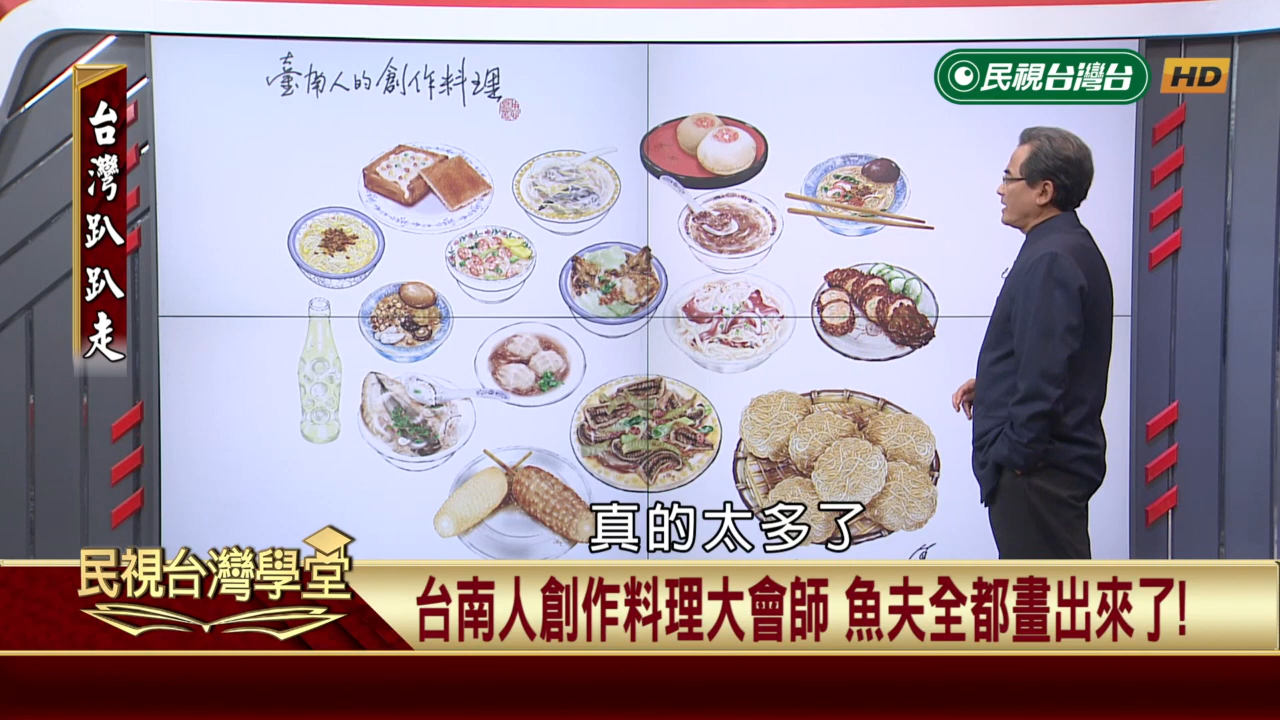 臺南人的創作料理
民視台灣台
HD
台灣趴趴走
真的太多了
民視台灣學堂
台南人創作料理大會師 魚夫全都畫出來了!